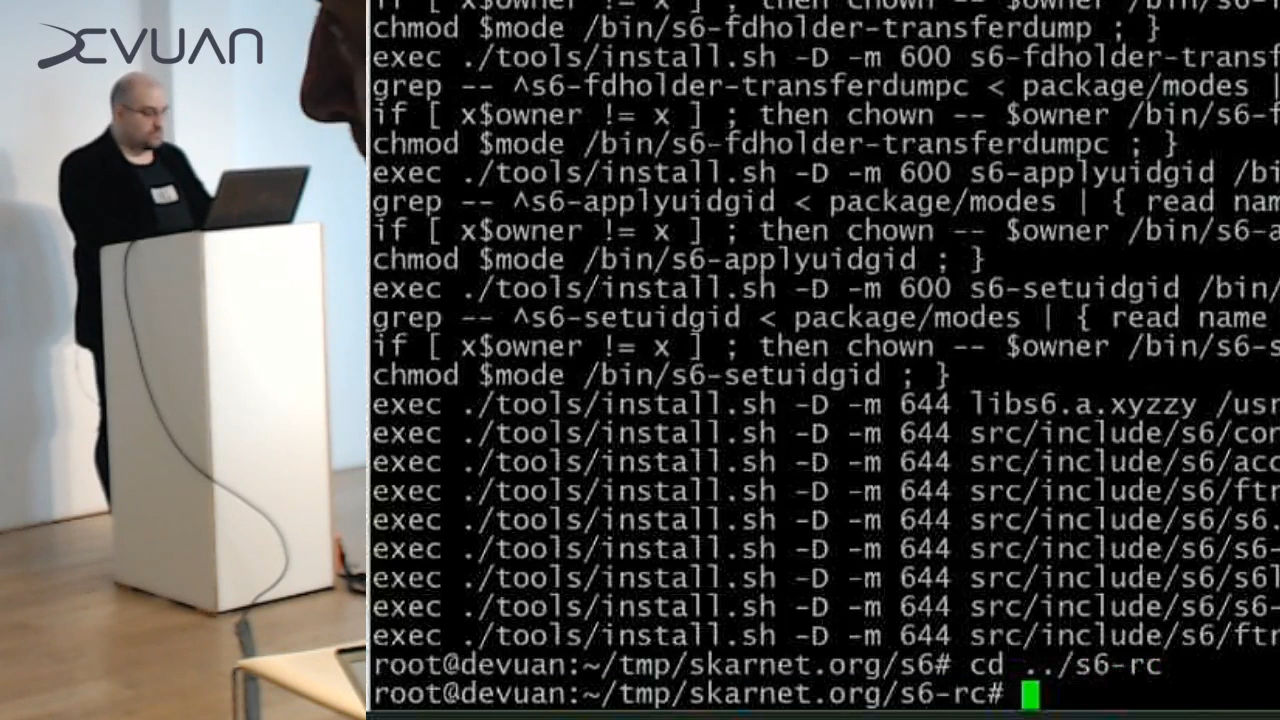 DEVUAN
if [ x$owner != x ] ; then chown -- $owner /bin/s6-f
chmod $mode /bin/s6-fdholder-transferdump ; }
exec ./tools/install.sh -D -m 600 s6-fdholder-transf
grep -- ^s6-fdholder-transferdumpc < package/modes |
if [ x$owner != x ] ; then chown -- $owner /bin/s6-f
chmod $mode /bin/s6-fdholder-transferdumpc ; }
exec ./tools/install.sh -D -m 600 s6-applyuidgid /bi
grep -- ^s6-applyuidgid < package/modes | { read nam
if [ x$owner != x ] ; then chown -- $owner /bin/s6-a
chmod $mode /bin/s6-applyuidgid ; }
exec ./tools/install.sh -D -m 600 s6-setuidgid /bin/
grep -- ^s6-setuidgid < package/modes | { read name
if [ x$owner != x ] ; then chown -- $owner /bin/s6-s
chmod $mode /bin/s6-setuidgid ; }
exec ./tools/install.sh -D -m 644 libs6.a.xyzzy /usr
exec ./tools/install.sh -D -m 644 src/include/s6/con
exec ./tools/install.sh -D -m 644 src/include/s6/acc
exec ./tools/install.sh -D -m 644 src/include/s6/ftr
exec ./tools/install.sh -D -m 644 src/include/s6/s6.
exec ./tools/install.sh -D -m 644 src/include/s6/s6-
exec ./tools/install.sh -D -m 644 src/include/s6/s6l
exec ./tools/install.sh -D -m 644 src/include/s6/s6-
exec ./tools/install.sh -D -m 644 src/include/s6/ftr
root@devuan:~/tmp/skarnet.org/s6# cd ../s6-rc
root@devuan:~/tmp/skarnet.org/s6-rc#